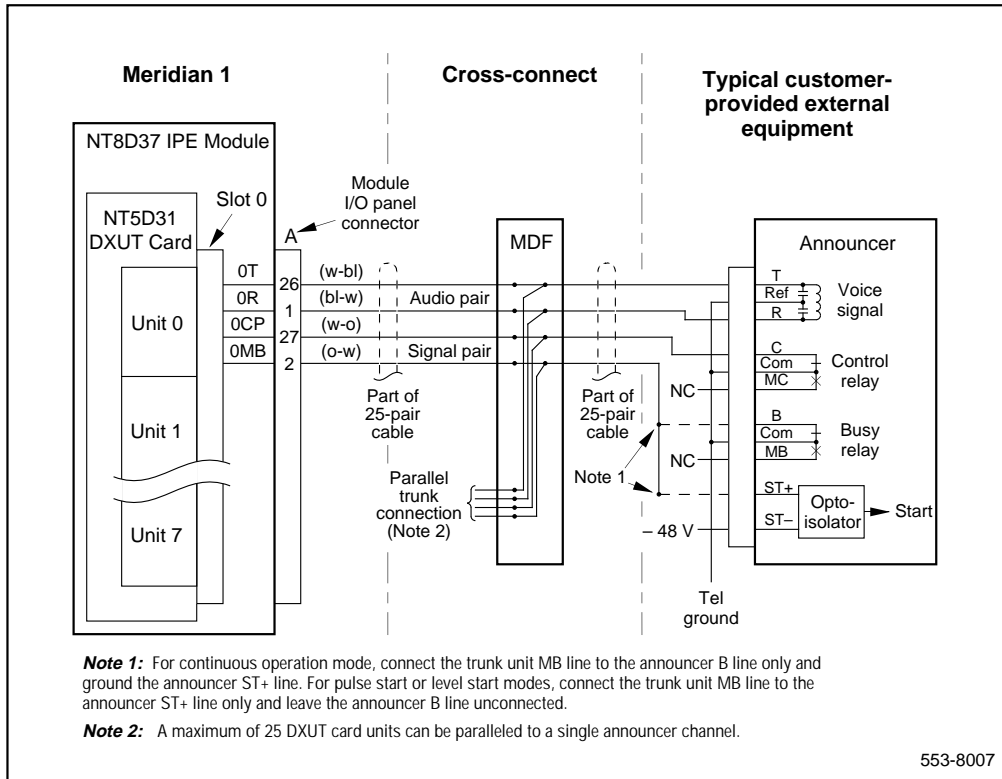 Meridian 1
Cross-connect
Typical customer-
provided external
equipment
NT8D37 IPE Module
Slot 0
Module
I/O panel
connector
NT5D31
DXUT Card
A
MDF
Announcer
Unit 0
Unit 1
Unit 7
0T
0R
0CP
0MB
26
1
27
2
(w-bl)
(bl-w)
(w-o)
(o-w)
Audio pair
Signal pair
Part of
25-pair
cable
Part of
25-pair
cable
Parallel
trunk
connection
(Note 2)
Note 1
NC
NC
– 48 V
Tel
ground
T
Ref
R
Voice
signal
C
Com
MC
Control
relay
B
Com
MB
Busy
relay
ST+
ST–
Opto-
isolator
Start
Note 1: For continuous operation mode, connect the trunk unit MB line to the announcer B line only and
ground the announcer ST+ line. For pulse start or level start modes, connect the trunk unit MB line to the
announcer ST+ line only and leave the announcer B line unconnected.
Note 2: A maximum of 25 DXUT card units can be paralleled to a single announcer channel.
553-8007